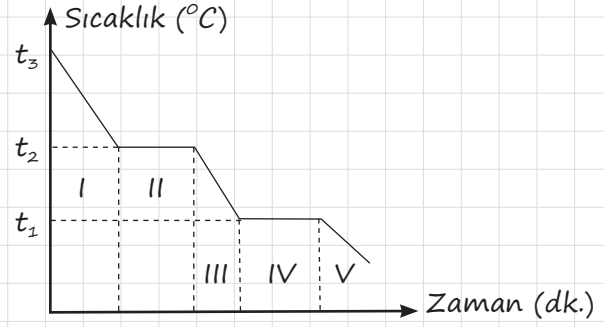 Sıcaklık (°C)
t₃
t₂
I II
t₁
III IV V
Zaman (dk.)